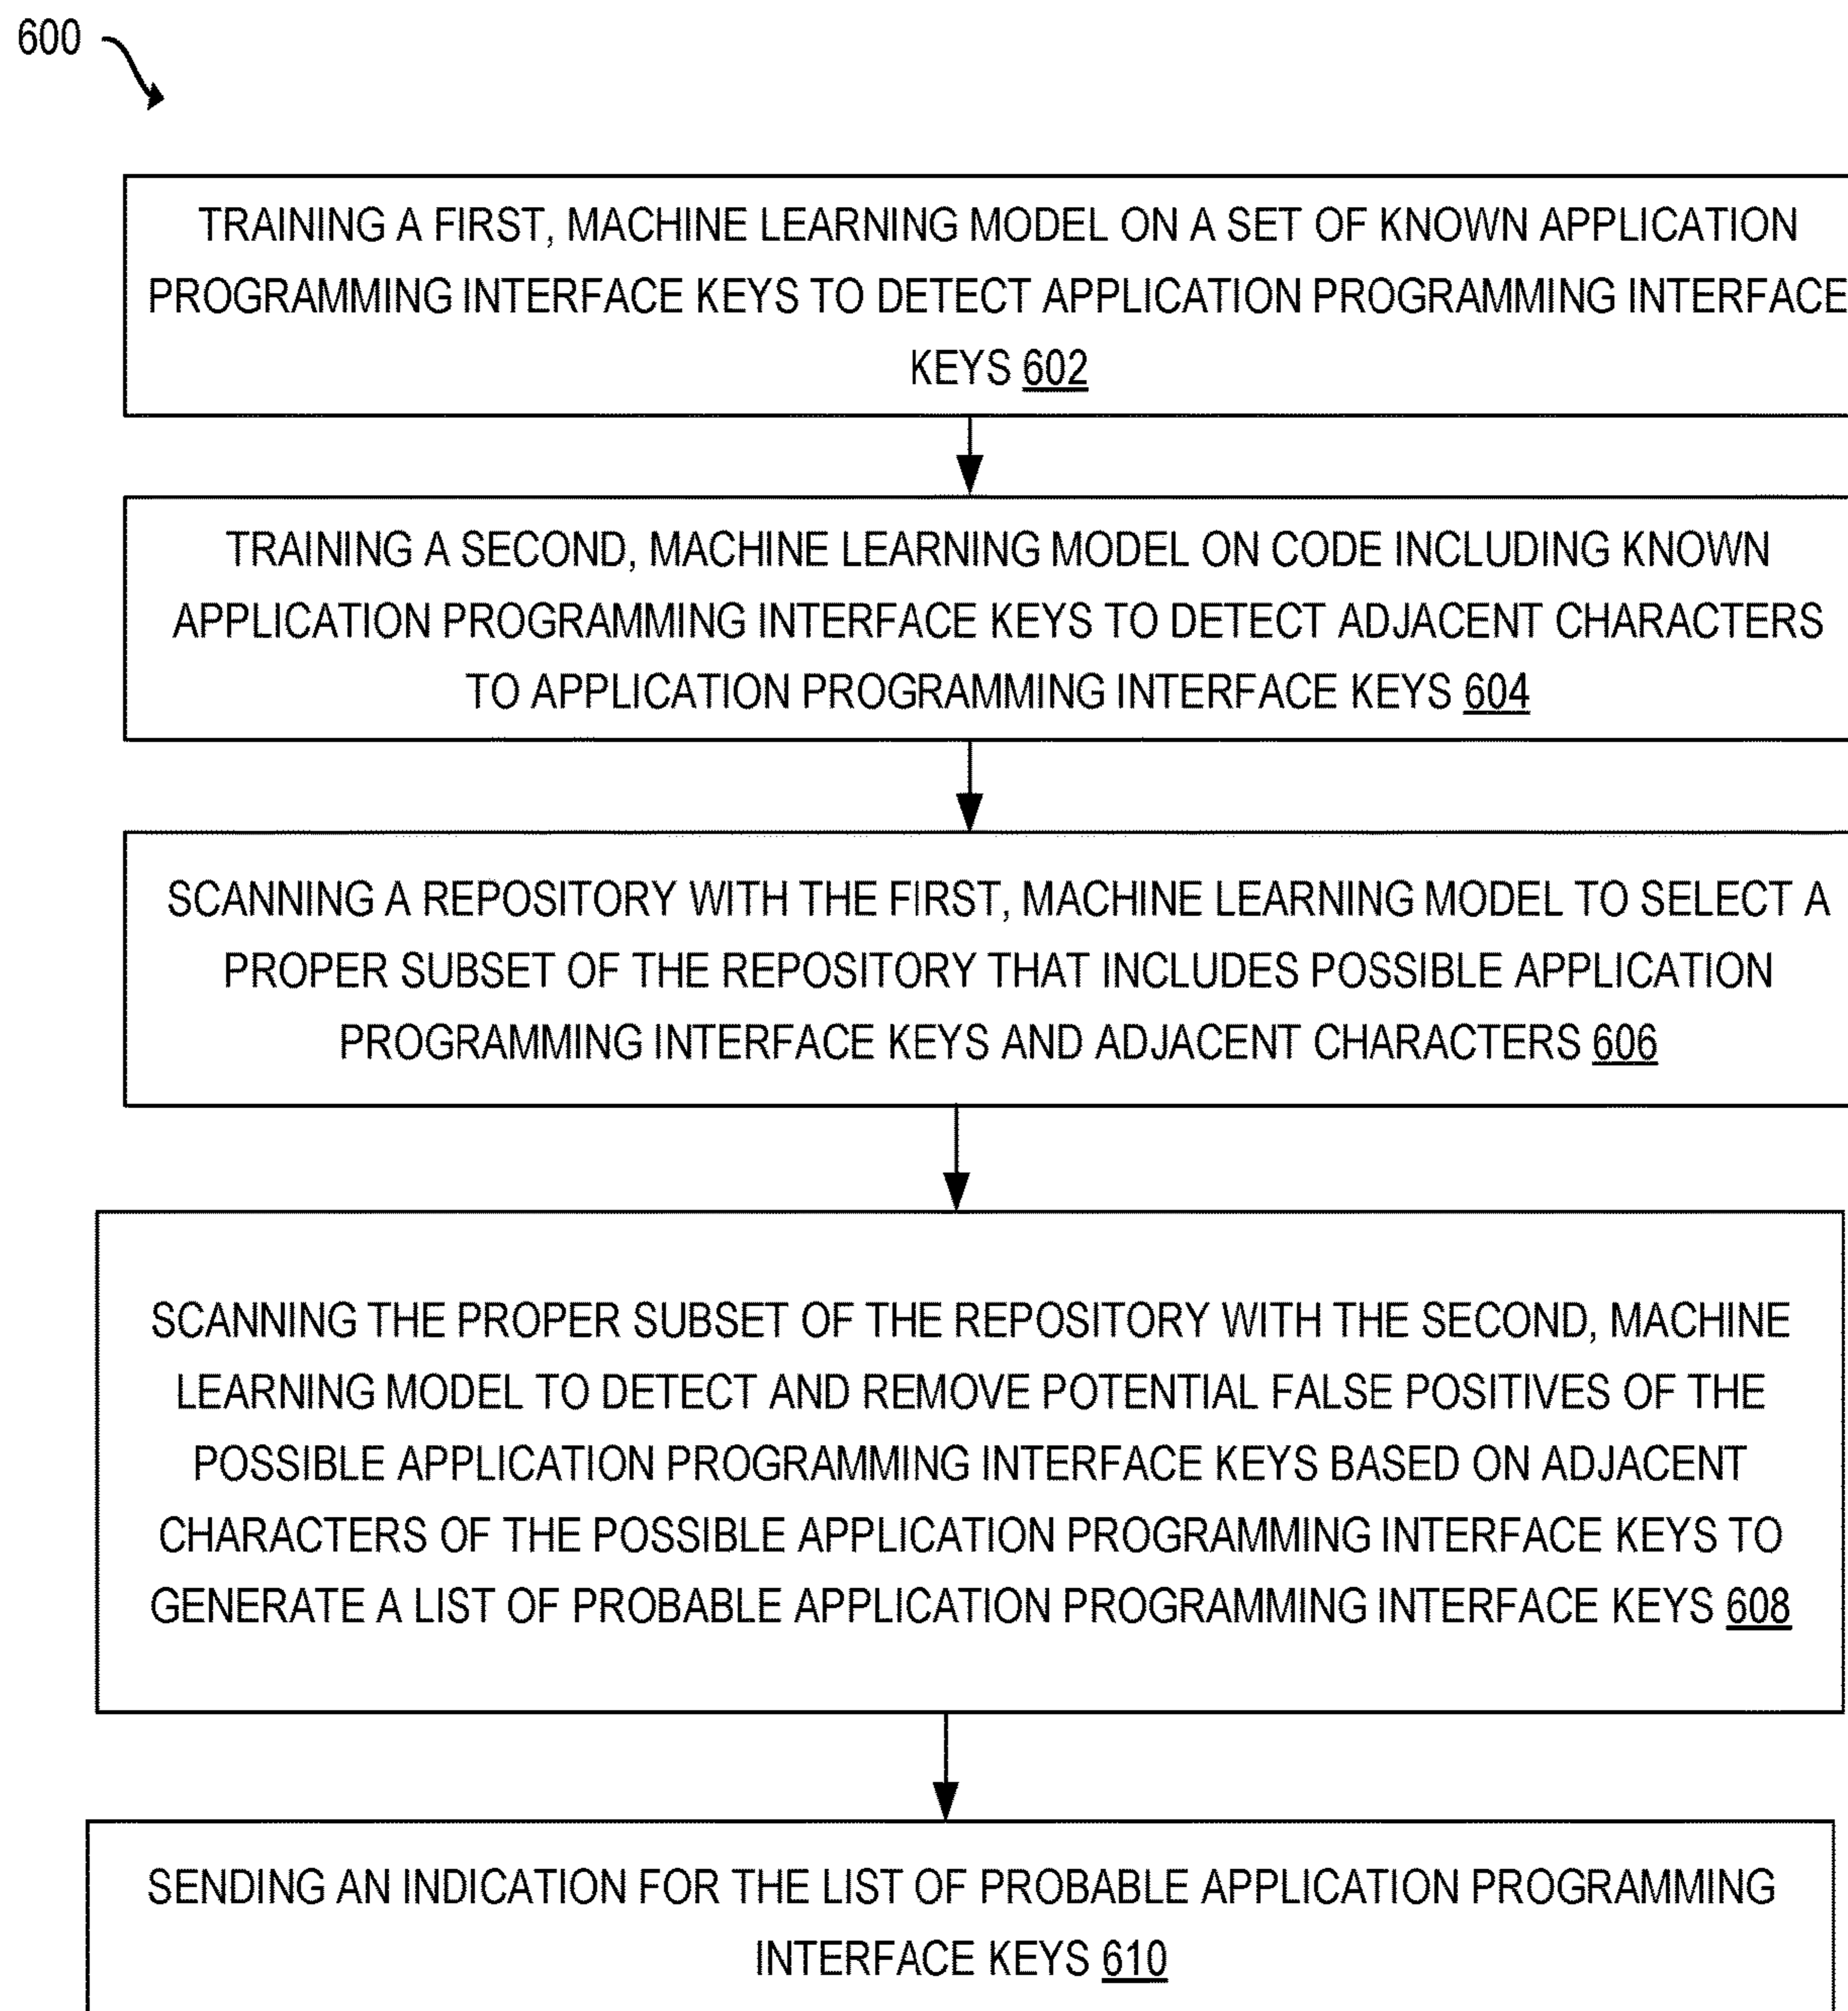 600
TRAINING A FIRST, MACHINE LEARNING MODEL ON A SET OF KNOWN APPLICATION
PROGRAMMING INTERFACE KEYS TO DETECT APPLICATION PROGRAMMING INTERFACE
KEYS 602
TRAINING A SECOND, MACHINE LEARNING MODEL ON CODE INCLUDING KNOWN
APPLICATION PROGRAMMING INTERFACE KEYS TO DETECT ADJACENT CHARACTERS
TO APPLICATION PROGRAMMING INTERFACE KEYS 604
SCANNING A REPOSITORY WITH THE FIRST, MACHINE LEARNING MODEL TO SELECT A
PROPER SUBSET OF THE REPOSITORY THAT INCLUDES POSSIBLE APPLICATION
PROGRAMMING INTERFACE KEYS AND ADJACENT CHARACTERS 606
SCANNING THE PROPER SUBSET OF THE REPOSITORY WITH THE SECOND, MACHINE
LEARNING MODEL TO DETECT AND REMOVE POTENTIAL FALSE POSITIVES OF THE
POSSIBLE APPLICATION PROGRAMMING INTERFACE KEYS BASED ON ADJACENT
CHARACTERS OF THE POSSIBLE APPLICATION PROGRAMMING INTERFACE KEYS TO
GENERATE A LIST OF PROBABLE APPLICATION PROGRAMMING INTERFACE KEYS 608
SENDING AN INDICATION FOR THE LIST OF PROBABLE APPLICATION PROGRAMMING
INTERFACE KEYS 610